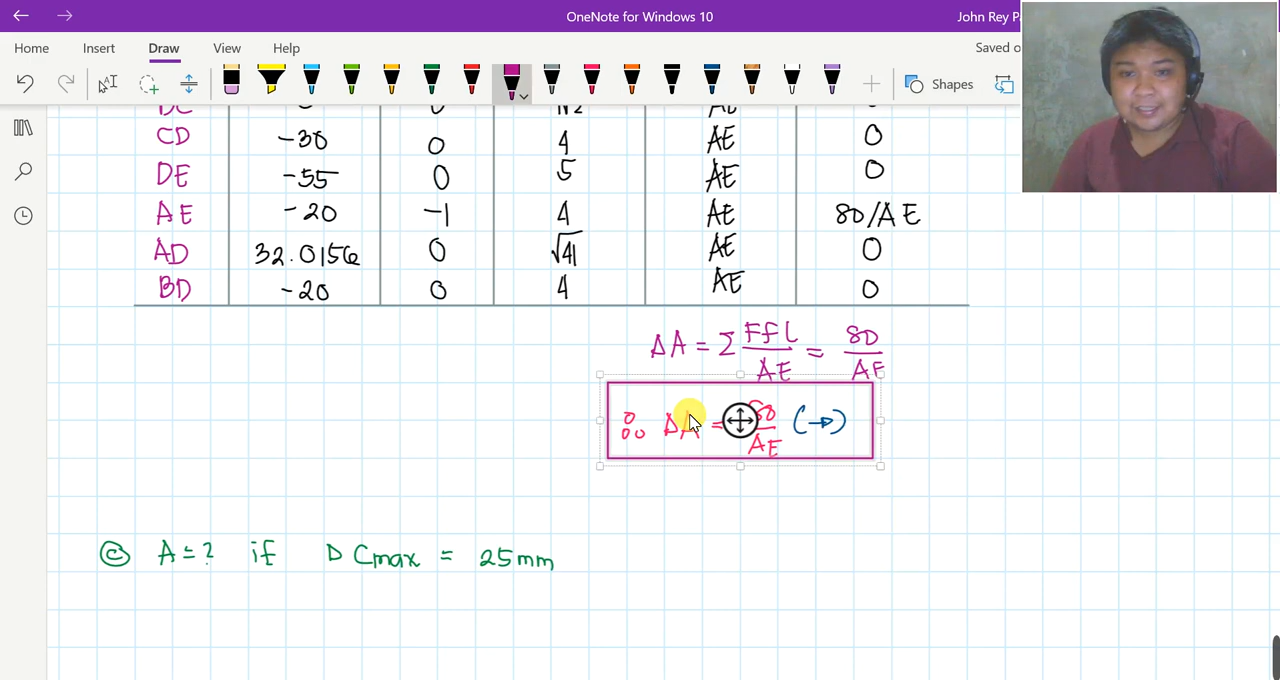 OneNote for Windows 10
John Rey P
Home Insert Draw View Help
Saved o
Shapes
CD -30 0 4 AE 0
DE -55 0 5 AE 0
AE -20 -1 4 AE 80/AE
AD 32.0156 0 √41 AE 0
BD -20 0 4 AE 0
ΔA = Σ FfL/AE = 80/AE
∴ ΔA = 80/AE (→)
Ⓒ A = ? if ΔCmax = 25mm